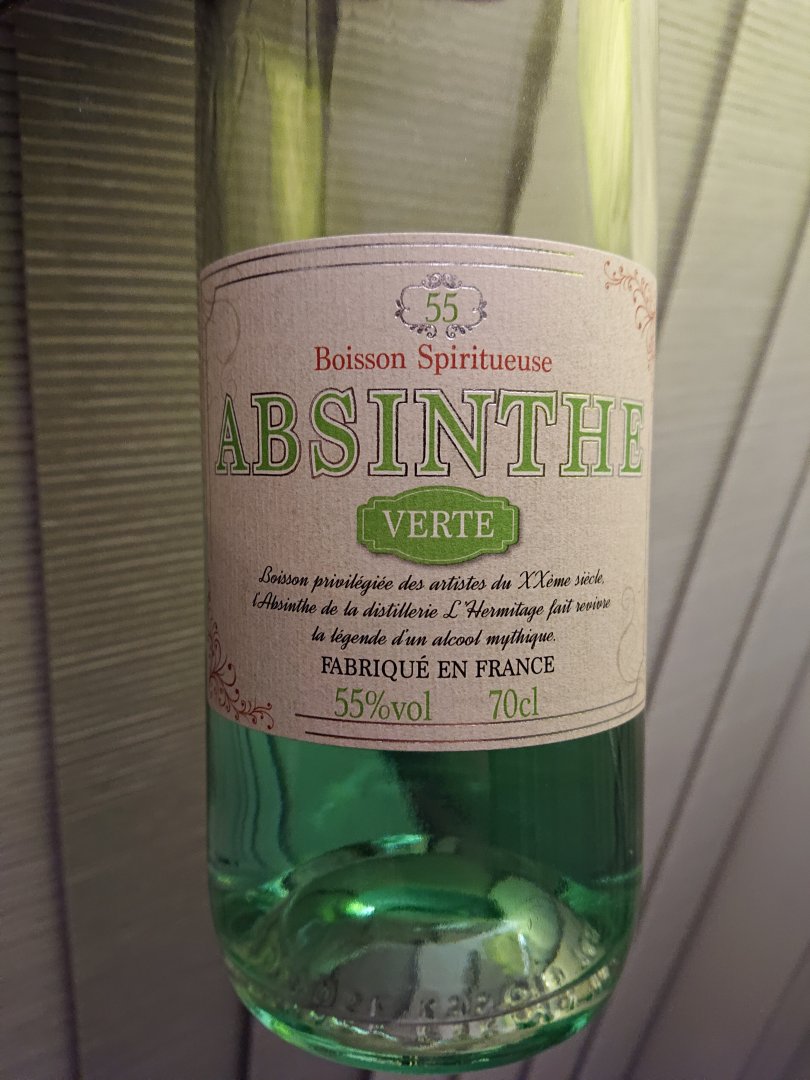 55
Boisson Spiritueuse
ABSINTHE
VERTE
Boisson privilégiée des artistes du XXème siècle,
l'Absinthe de la distillerie L'Hermitage fait revivre
la légende d'un alcool mythique.
FABRIQUÉ EN FRANCE
55%vol 70cl